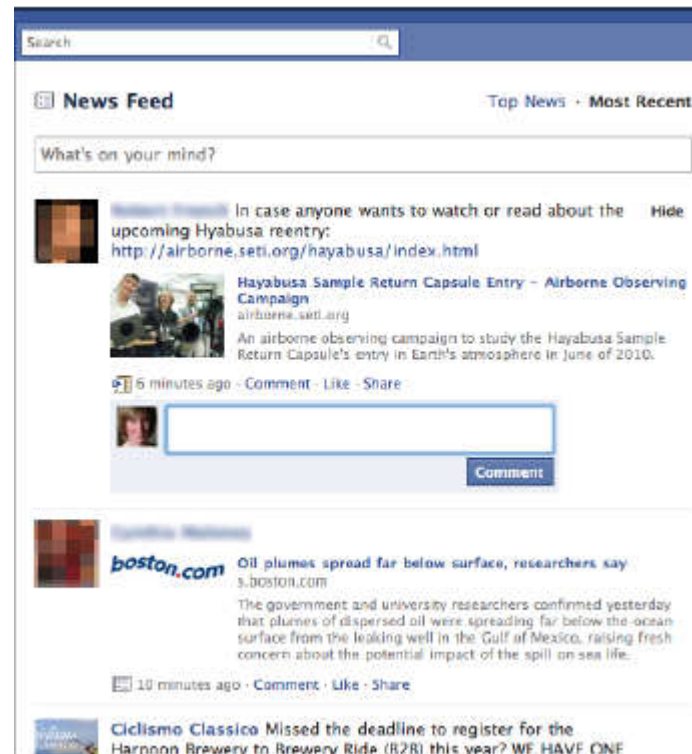 Search
News Feed
Top News · Most Recent
What's on your mind?
In case anyone wants to watch or read about the Hide
upcoming Hyabusa reentry:
http://airborne.seti.org/hayabusa/index.html
Hayabusa Sample Return Capsule Entry – Airborne Observing
Campaign
airborne.seti.org
An airborne observing campaign to study the Hayabusa Sample
Return Capsule's entry in Earth's atmosphere in June of 2010.
6 minutes ago · Comment · Like · Share
Comment
boston.com
Oil plumes spread far below surface, researchers say
s.boston.com
The government and university researchers confirmed yesterday
that plumes of dispersed oil were spreading far below the ocean
surface from the leaking well in the Gulf of Mexico, raising fresh
concern about the potential impact of the spill on sea life.
10 minutes ago · Comment · Like · Share
Ciclismo Classico Missed the deadline to register for the
Harpoon Brewery to Brewery Ride (B2B) this year? WE HAVE ONE